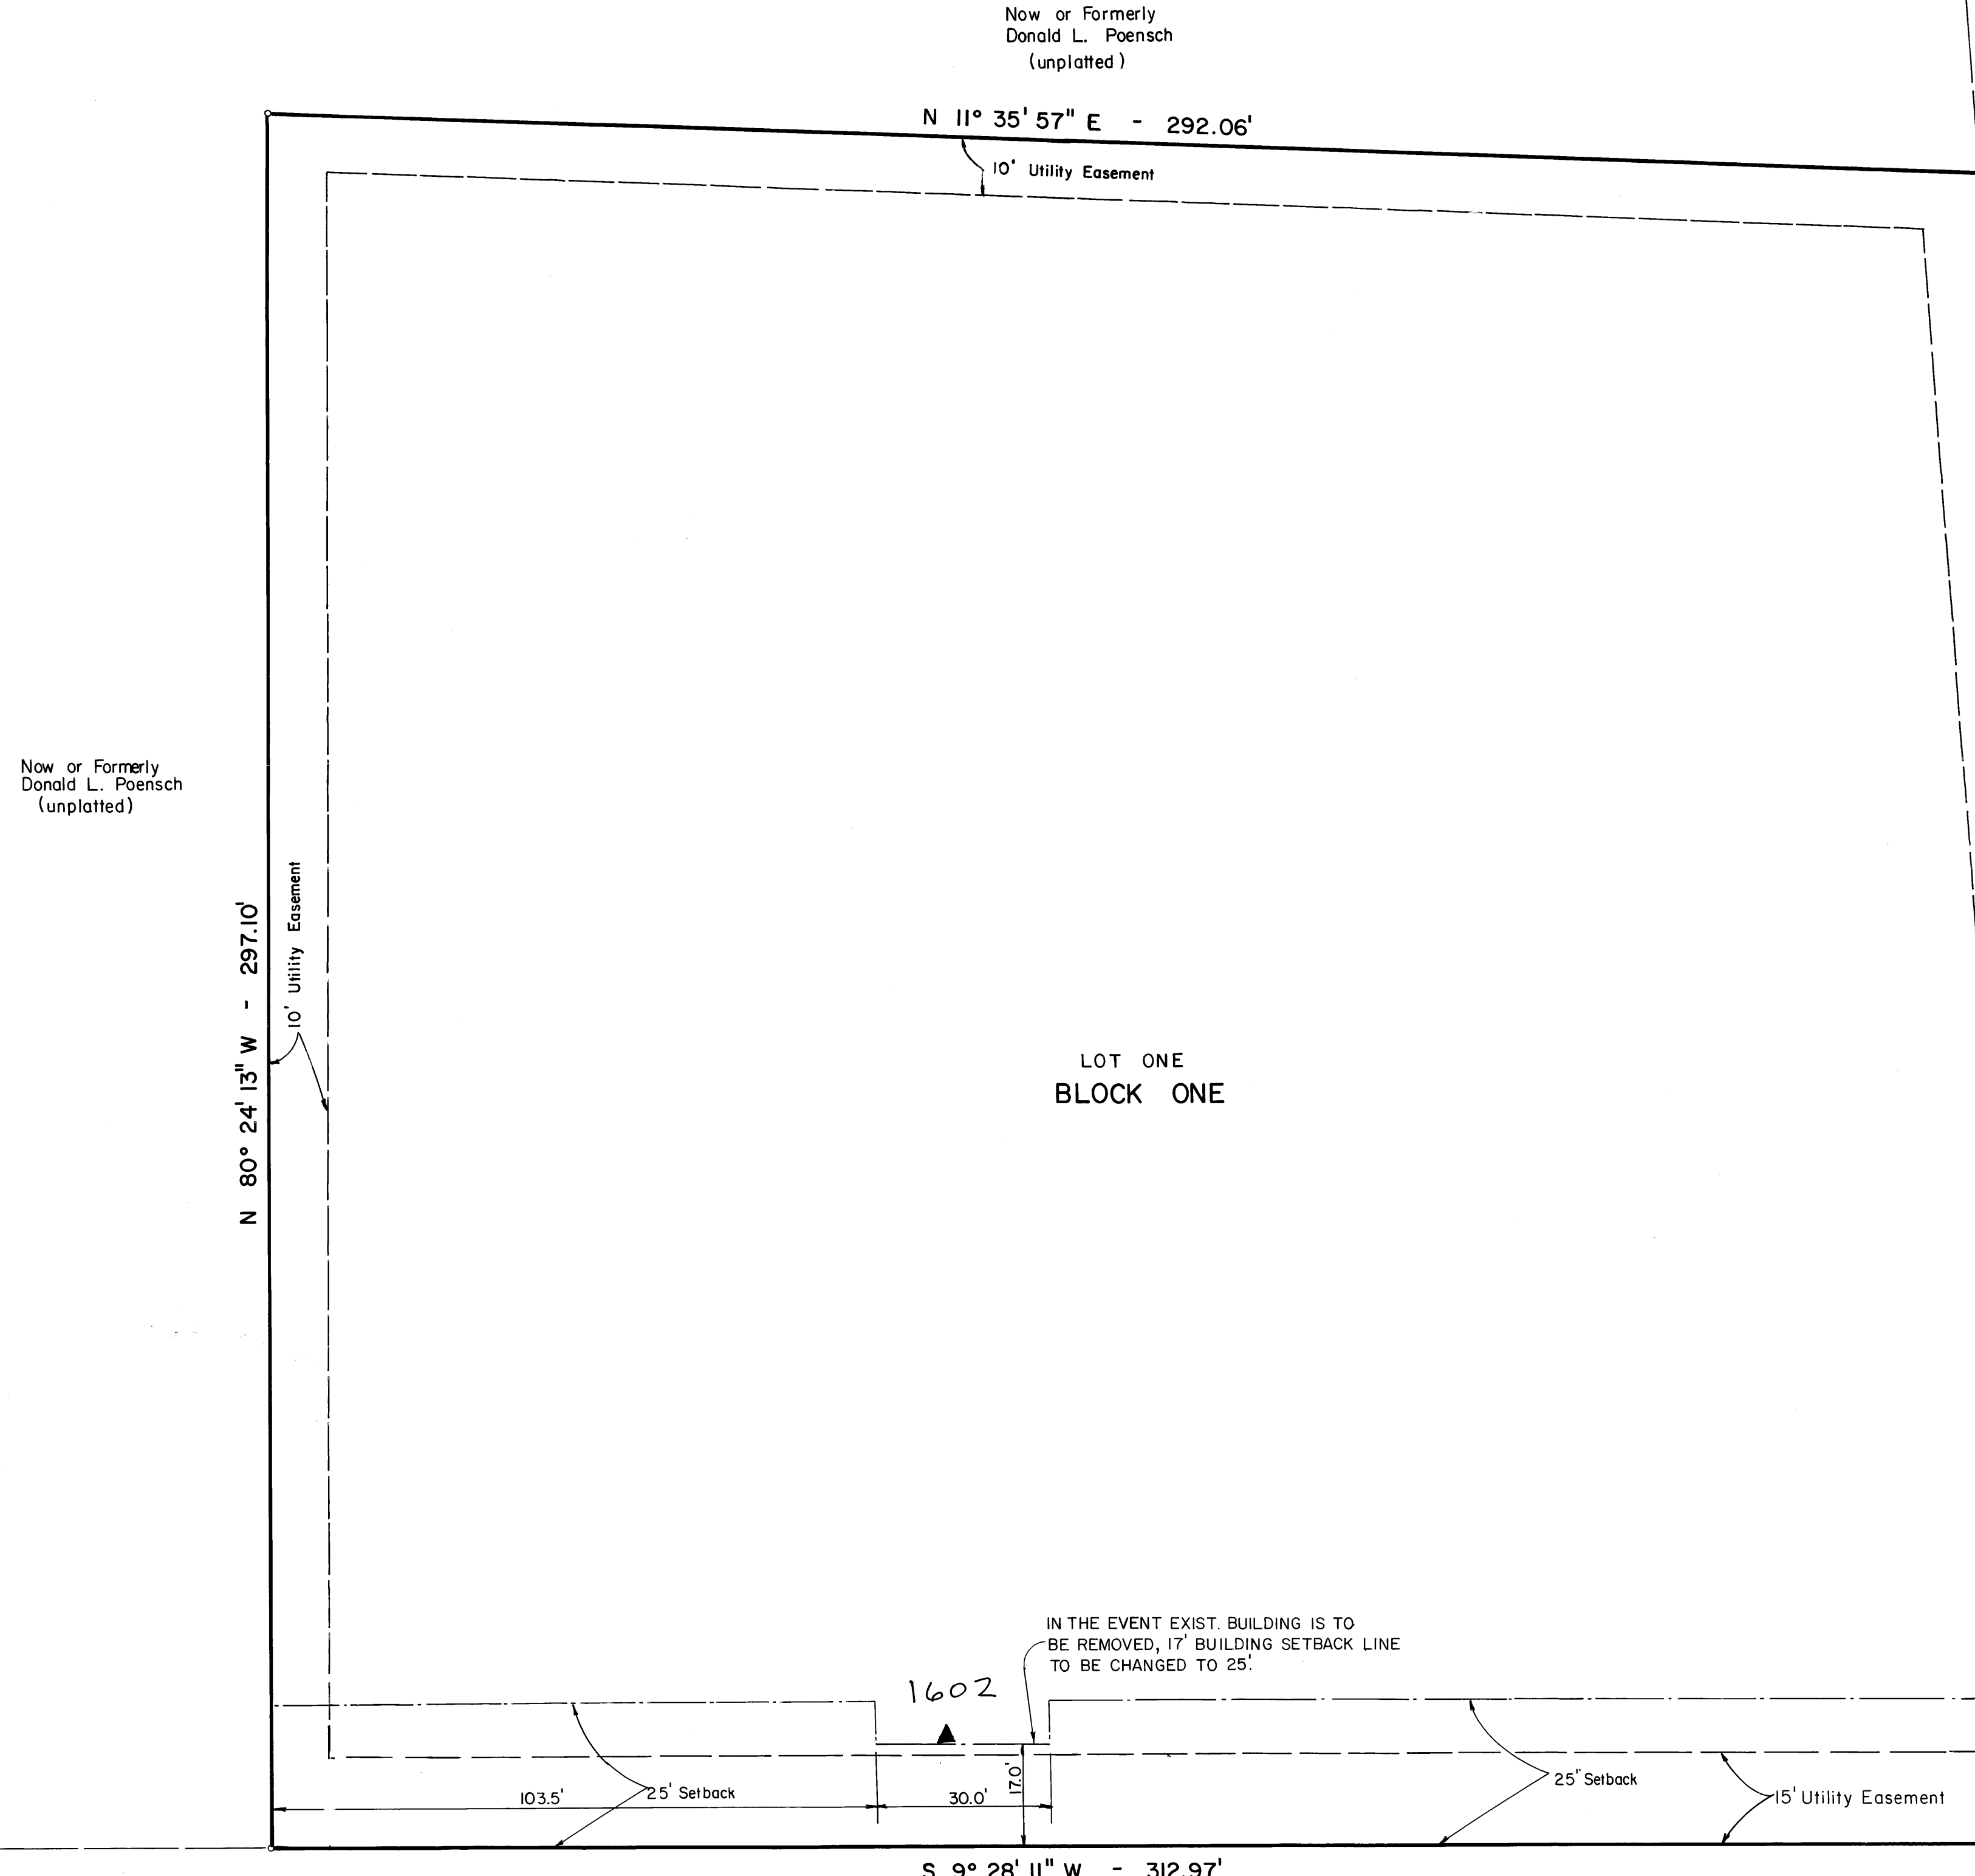 Now or Formerly
Donald L. Poensch
(unplatted)
N 11° 35' 57" E - 292.06'
10' Utility Easement
Now or Formerly
Donald L. Poensch
(unplatted)
N 80° 24' 13" W - 297.10'
10' Utility Easement
LOT ONE
BLOCK ONE
IN THE EVENT EXIST. BUILDING IS TO
BE REMOVED, 17' BUILDING SETBACK LINE
TO BE CHANGED TO 25'.
1602
103.5'
25' Setback
30.0'
17.0'
25' Setback
15' Utility Easement
S 9° 28' 11" W - 312.97'